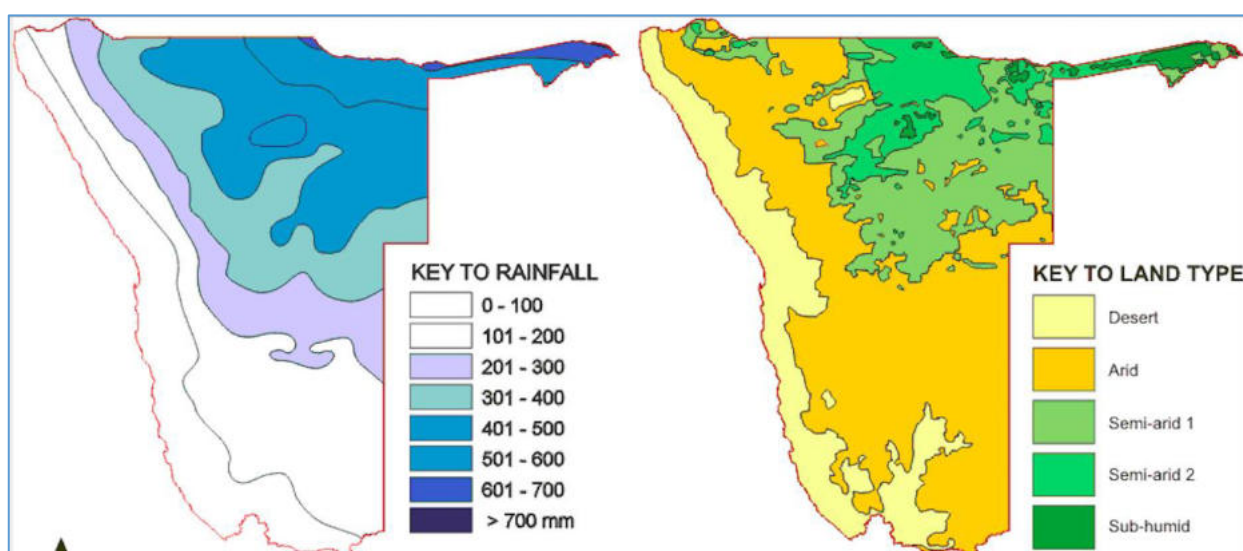 KEY TO RAINFALL
0 - 100
101 - 200
201 - 300
301 - 400
401 - 500
501 - 600
601 - 700
> 700 mm
KEY TO LAND TYPE
Desert
Arid
Semi-arid 1
Semi-arid 2
Sub-humid